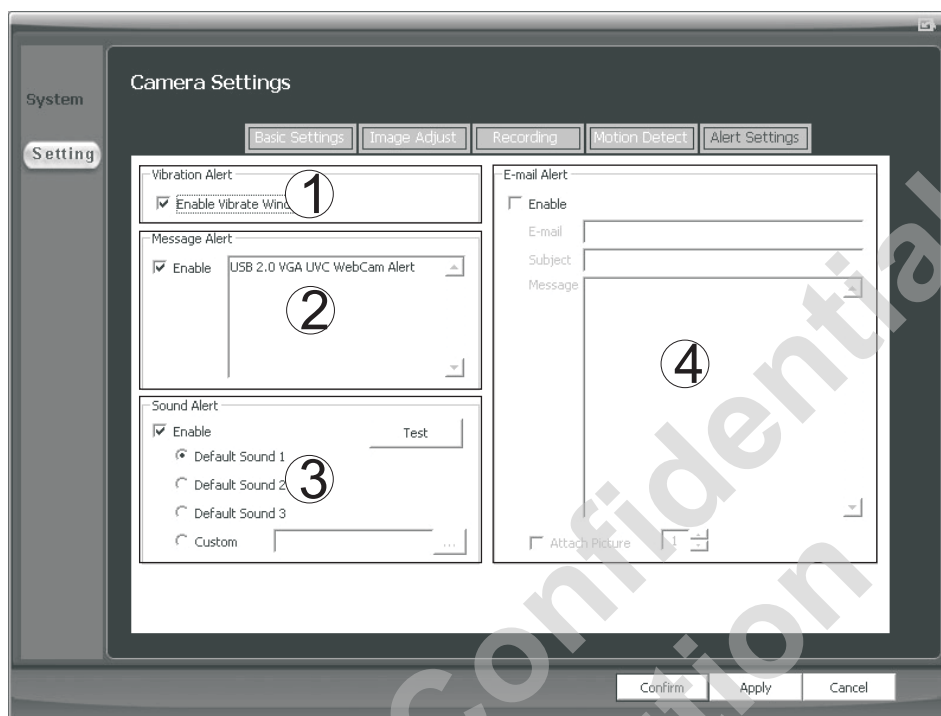 Camera Settings
System
Setting
Basic Settings
Image Adjust
Recording
Motion Detect
Alert Settings
Vibration Alert
Enable Vibrate
1
Message Alert
Enable
USB 2.0 VGA UVC WebCam Alert
2
Sound Alert
Enable
Test
Default Sound 1
Default Sound 2
Default Sound 3
Custom
...
3
E-mail Alert
Enable
E-mail
Subject
Message
4
Attach Picture
1
Confirm
Apply
Cancel
Confidential